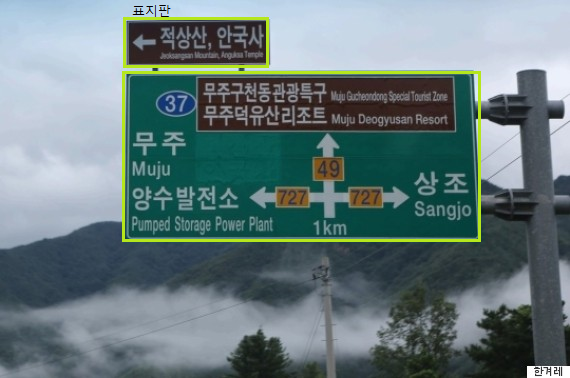 표지판
적상산, 안국사
Jeoksangsan Mountain, Anguksa Temple
37
무주구천동관광특구 Muju Gucheondong Special Tourist Zone
무주덕유산리조트 Muju Deogyusan Resort
무주
Muju
양수발전소
Pumped Storage Power Plant
49
727
727
1km
상조
Sangjo
한겨레